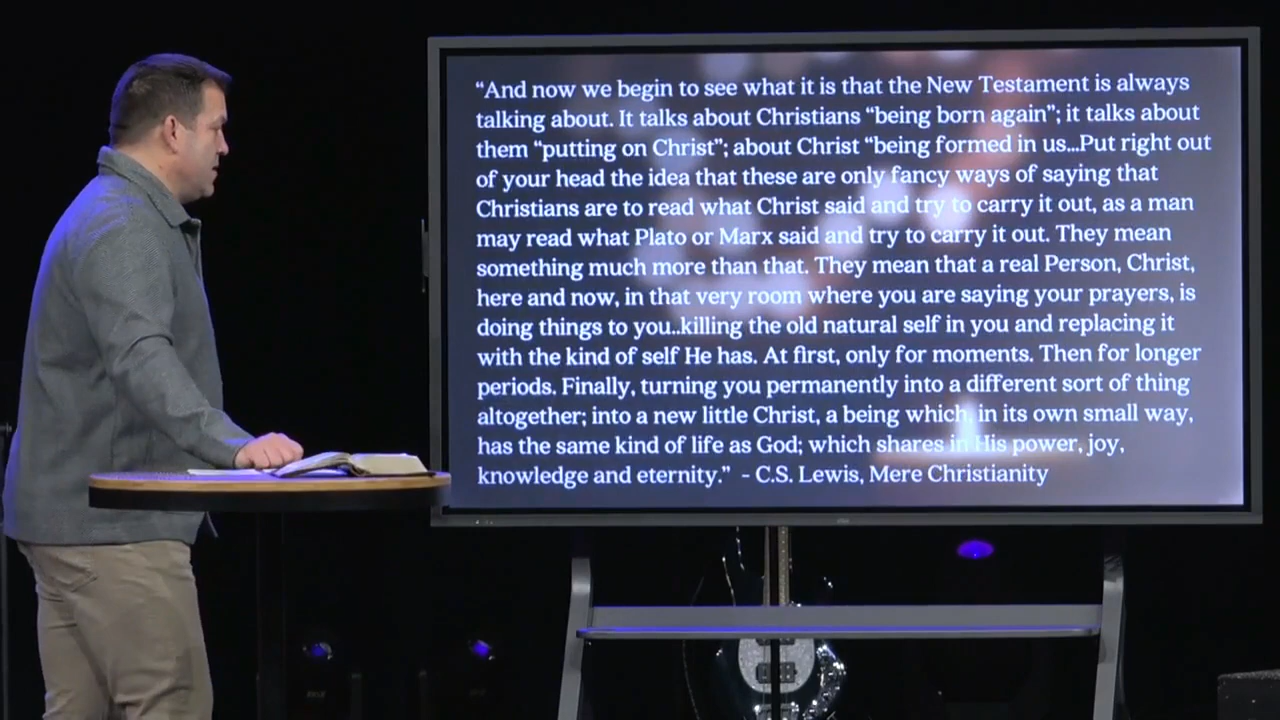 “And now we begin to see what it is that the New Testament is always
talking about. It talks about Christians “being born again”; it talks about
them “putting on Christ”; about Christ “being formed in us...Put right out
of your head the idea that these are only fancy ways of saying that
Christians are to read what Christ said and try to carry it out, as a man
may read what Plato or Marx said and try to carry it out. They mean
something much more than that. They mean that a real Person, Christ,
here and now, in that very room where you are saying your prayers, is
doing things to you..killing the old natural self in you and replacing it
with the kind of self He has. At first, only for moments. Then for longer
periods. Finally, turning you permanently into a different sort of thing
altogether; into a new little Christ, a being which, in its own small way,
has the same kind of life as God; which shares in His power, joy,
knowledge and eternity.” - C.S. Lewis, Mere Christianity